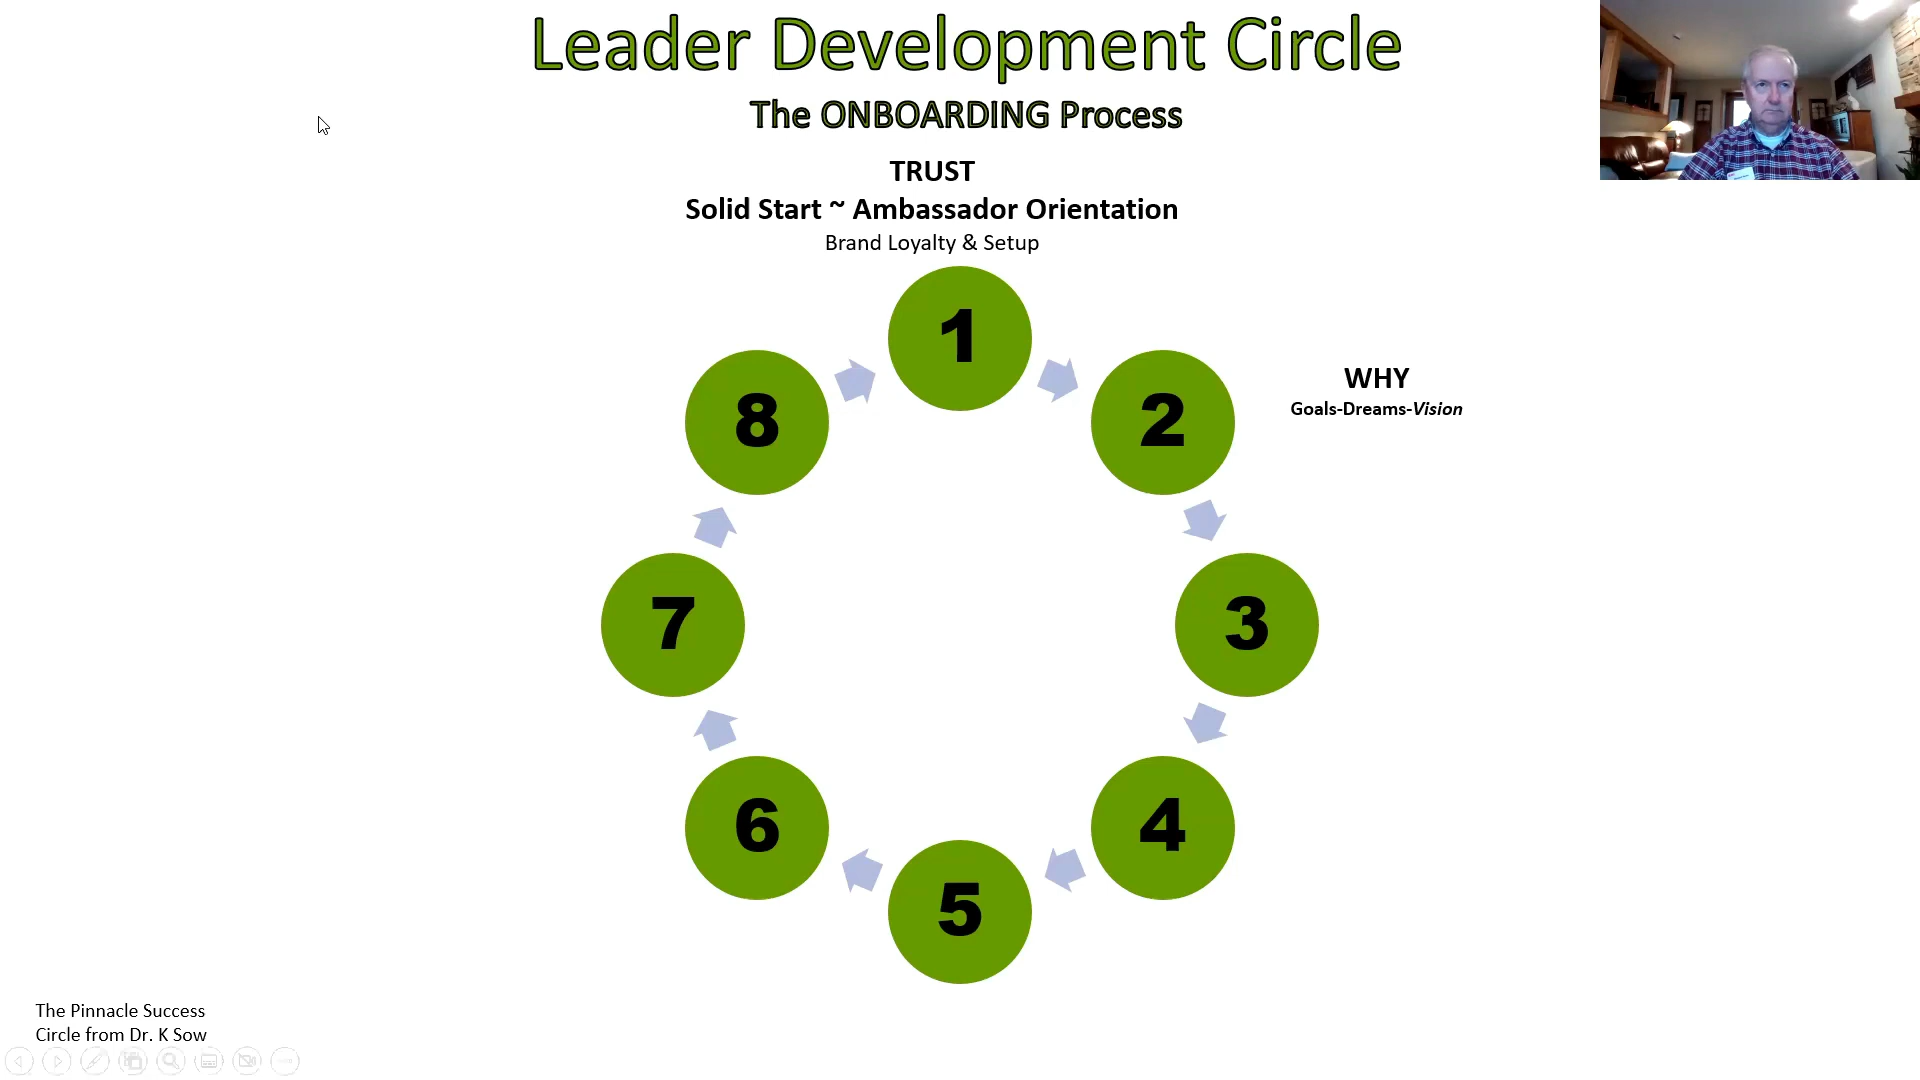 Leader Development Circle
The ONBOARDING Process
TRUST
Solid Start ~ Ambassador Orientation
Brand Loyalty & Setup
1
2
WHY
Goals-Dreams-Vision
3
4
5
6
7
8
The Pinnacle Success
Circle from Dr. K Sow